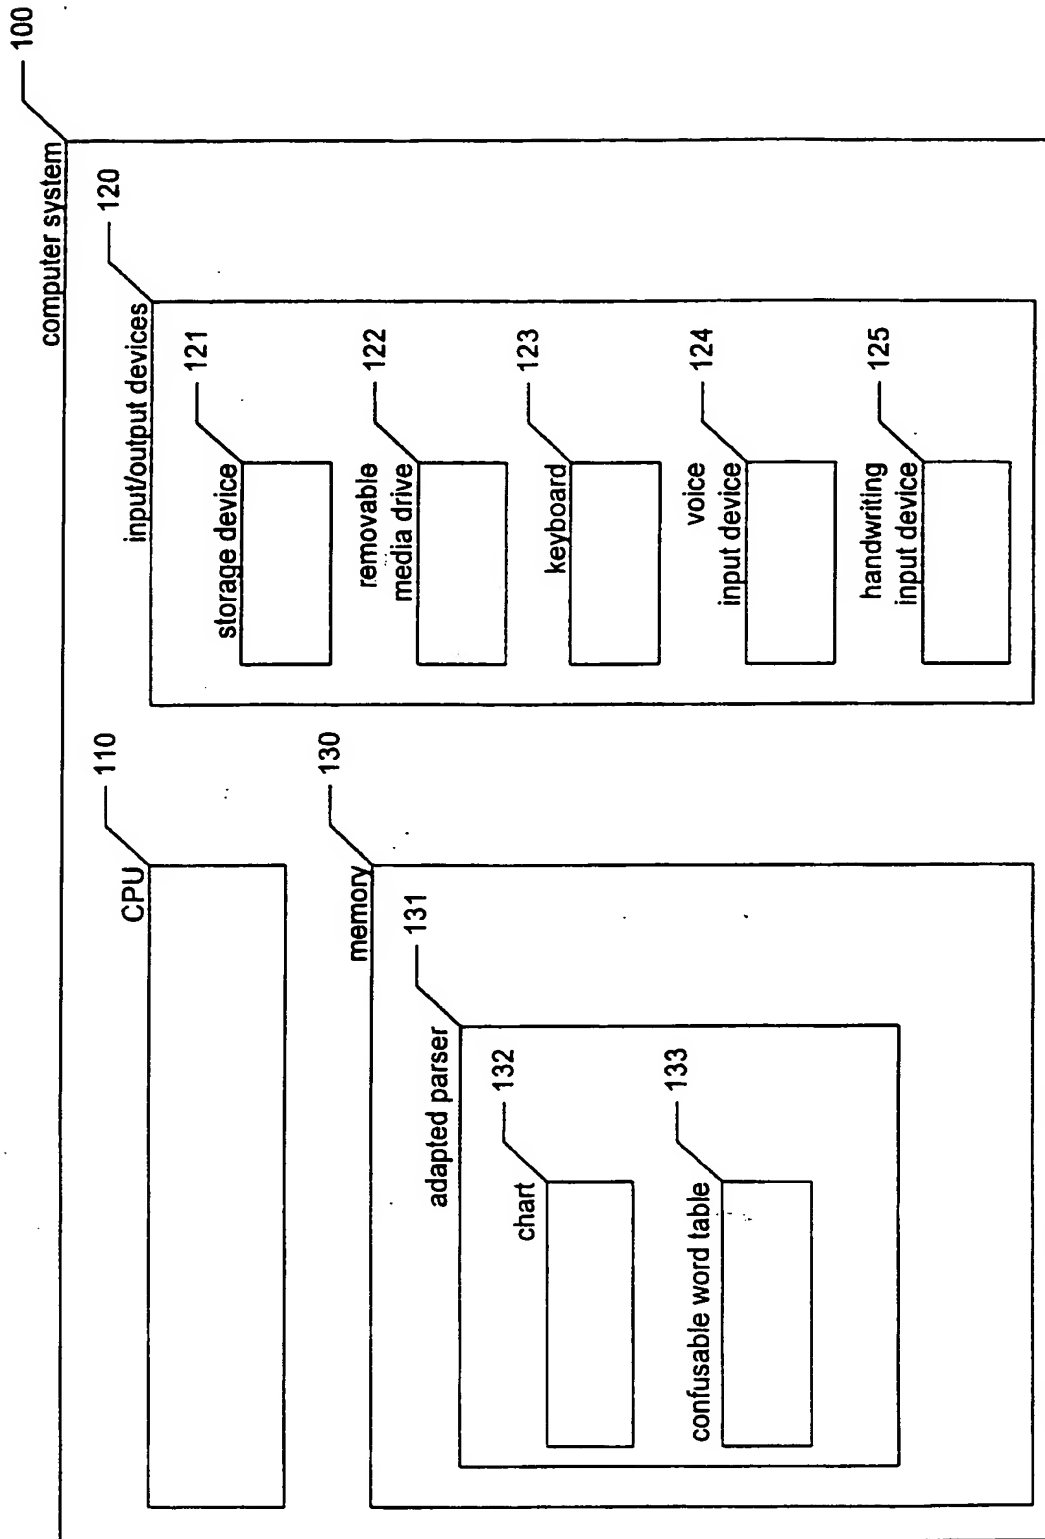 computer system
100
CPU
110
input/output devices
120
storage device
121
removable
media drive
122
keyboard
123
voice
input device
124
handwriting
input device
125
memory
130
adapted parser
131
chart
132
confusable word table
133